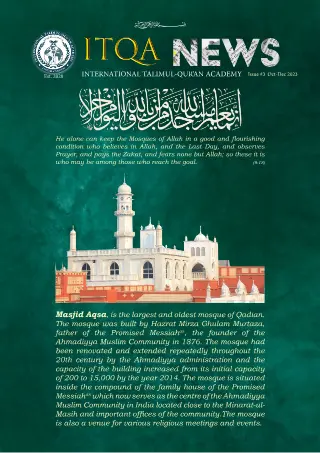 ITQA NEWS
Est. 2020
INTERNATIONAL TALIMUL-QUR'AN ACADEMY
Issue #3 Oct-Dec 2023
He alone can keep the Mosques of Allah in a good and flourishing
condition who believes in Allah, and the Last Day, and observes
Prayer, and pays the Zakat, and fears none but Allah; so these it is
who may be among those who reach the goal.
Masjid Aqsa, is the largest and oldest mosque of Qadian.
The mosque was built by Hazrat Mirza Ghulam Murtaza,
father of the Promised Messiah, the founder of the
Ahmadiyya Muslim Community in 1876. The mosque had
been renovated and extended repeatedly throughout the
20th century by the Ahmadiyya administration and the
capacity of the building increased from its initial capacity
of 200 to 15,000 by the year 2014. The mosque is situated
inside the compound of the family house of the Promised
Messiah which now serves as the centre of the Ahmadiyya
Muslim Community in India located close to the Minarat-al-
Masih and important offices of the community.The mosque
is also a venue for various religious meetings and events.